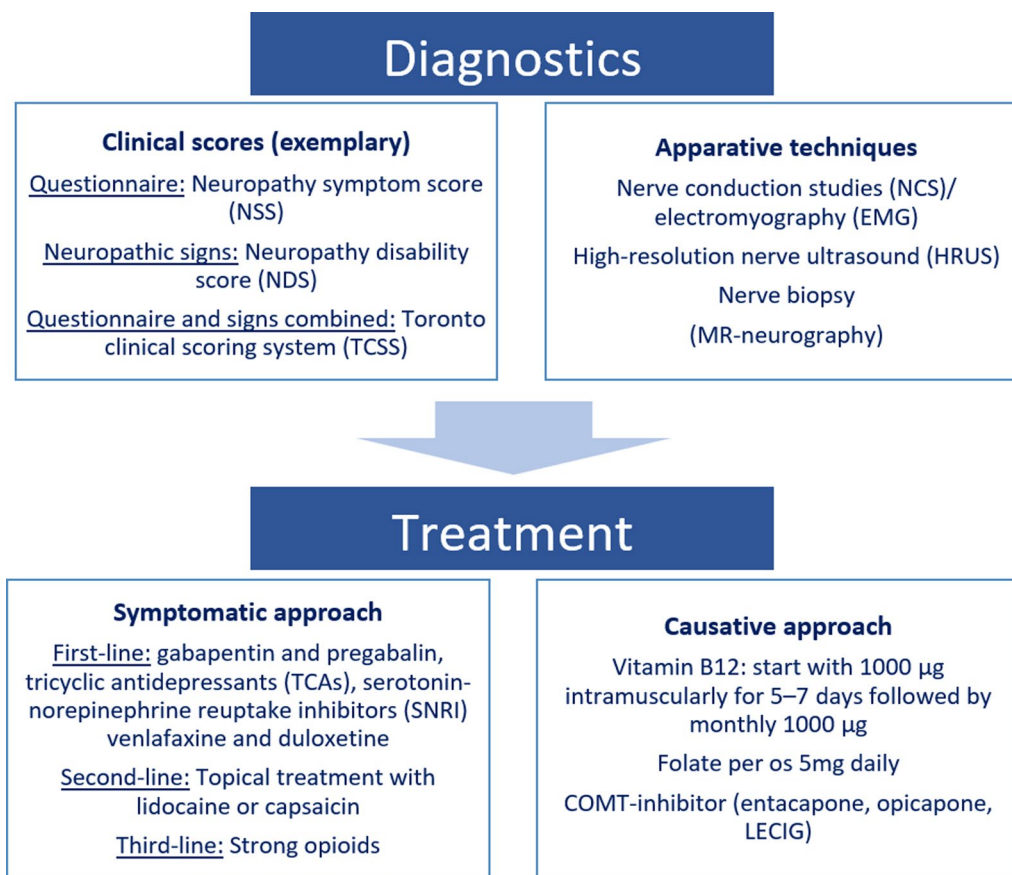 Diagnostics
Clinical scores (exemplary)
Questionnaire: Neuropathy symptom score
(NSS)
Neuropathic signs: Neuropathy disability
score (NDS)
Questionnaire and signs combined: Toronto
clinical scoring system (TCSS)
Apparative techniques
Nerve conduction studies (NCS)/
electromyography (EMG)
High-resolution nerve ultrasound (HRUS)
Nerve biopsy
(MR-neurography)
Treatment
Symptomatic approach
First-line: gabapentin and pregabalin,
tricyclic antidepressants (TCAs), serotonin-
norepinephrine reuptake inhibitors (SNRI)
venlafaxine and duloxetine
Second-line: Topical treatment with
lidocaine or capsaicin
Third-line: Strong opioids
Causative approach
Vitamin B12: start with 1000 µg
intramuscularly for 5–7 days followed by
monthly 1000 µg
Folate per os 5mg daily
COMT-inhibitor (entacapone, opicapone,
LECIG)